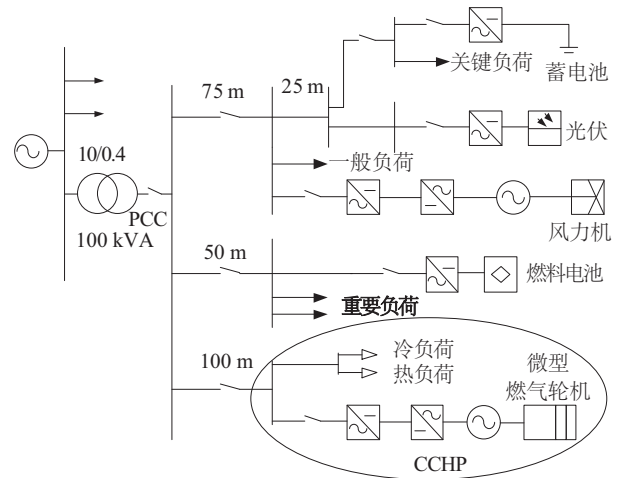 关键负荷
蓄电池
75 m
25 m
光伏
10/0.4
一般负荷
PCC
100 kVA
风力机
50 m
燃料电池
重要负荷
100 m
冷负荷
热负荷
微型
燃气轮机
CCHP